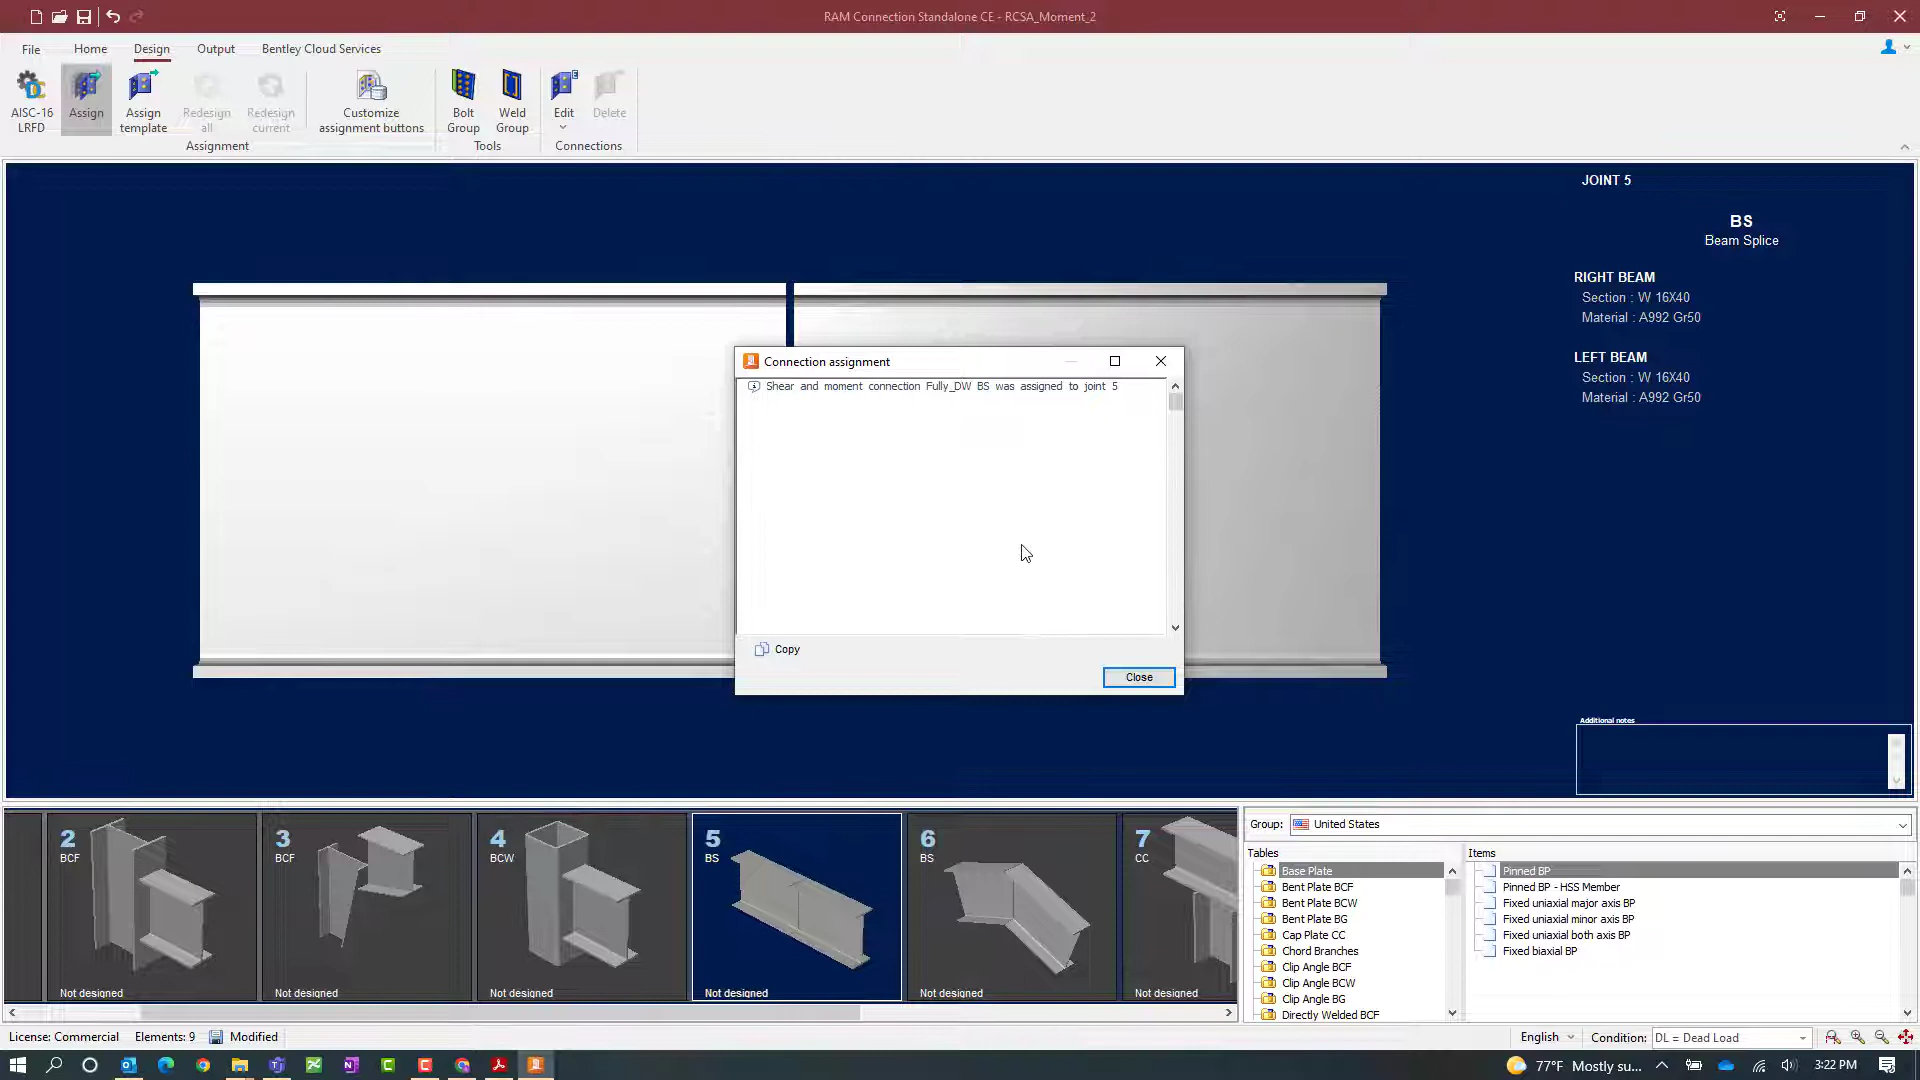 RAM Connection Standalone CE - RCSA_Moment_2
File Home Design Output Bentley Cloud Services
AISC-16 LRFD
Assign
Assign template
Redesign all
Redesign current
Customize assignment buttons
Bolt Group
Weld Group
Edit
Delete
Assignment
Tools
Connections
JOINT 5
BS
Beam Splice
RIGHT BEAM
Section : W 16X40
Material : A992 Gr50
LEFT BEAM
Section : W 16X40
Material : A992 Gr50
Connection assignment
Shear and moment connection Fully_DW BS was assigned to joint 5
Copy
Close
Additional notes
2
BCF
Not designed
3
BCF
Not designed
4
BCW
Not designed
5
BS
Not designed
6
BS
Not designed
7
CC
Not designed
Group: United States
Tables
Base Plate
Bent Plate BCF
Bent Plate BCW
Bent Plate BG
Cap Plate CC
Chord Branches
Clip Angle BCF
Clip Angle BCW
Clip Angle BG
Directly Welded BCF
Items
Pinned BP
Pinned BP - HSS Member
Fixed uniaxial major axis BP
Fixed uniaxial minor axis BP
Fixed uniaxial both axis BP
Fixed biaxial BP
License: Commercial Elements: 9 Modified
English Condition: DL = Dead Load
77°F Mostly su... 3:22 PM